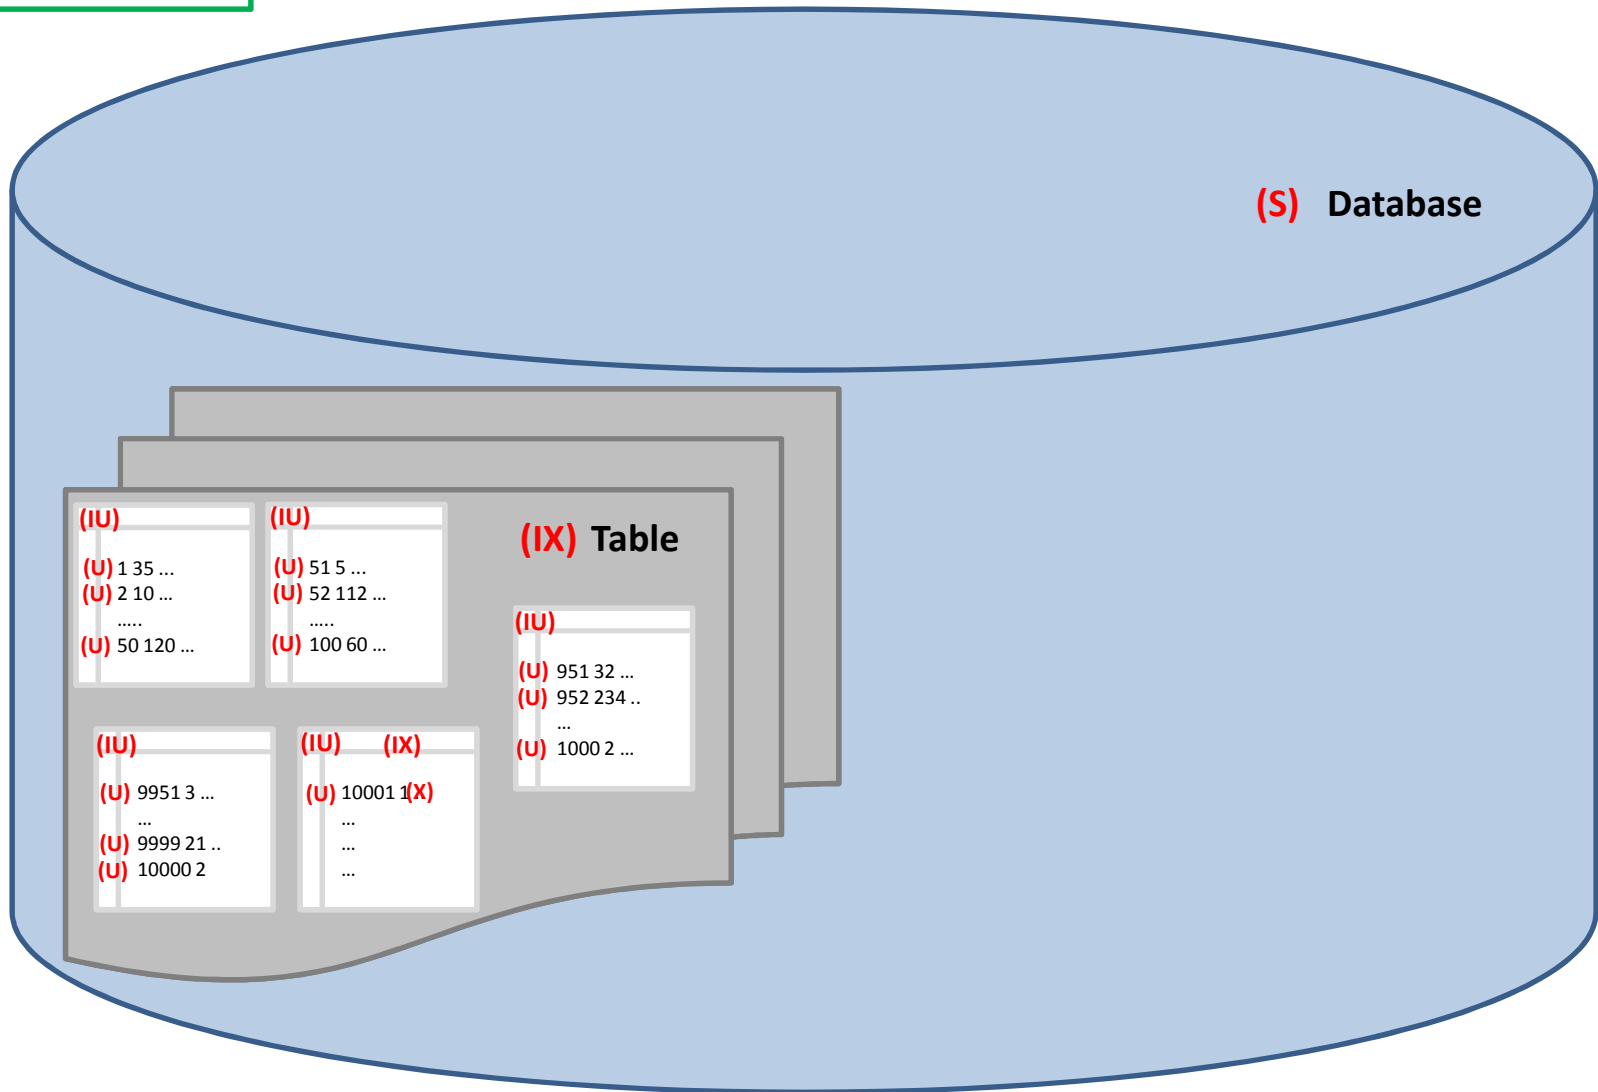 (S) Database
(IX) Table
(IU)
(U) 1 35 ...
(U) 2 10 ...
.....
(U) 50 120 ...
(IU)
(U) 51 5 ...
(U) 52 112 ...
.....
(U) 100 60 ...
(IU)
(U) 951 32 ...
(U) 952 234 ..
...
(U) 1000 2 ...
(IU)
(U) 9951 3 ...
...
(U) 9999 21 ..
(U) 10000 2
(IU) (IX)
(U) 10001 1 (X)
...
...
...